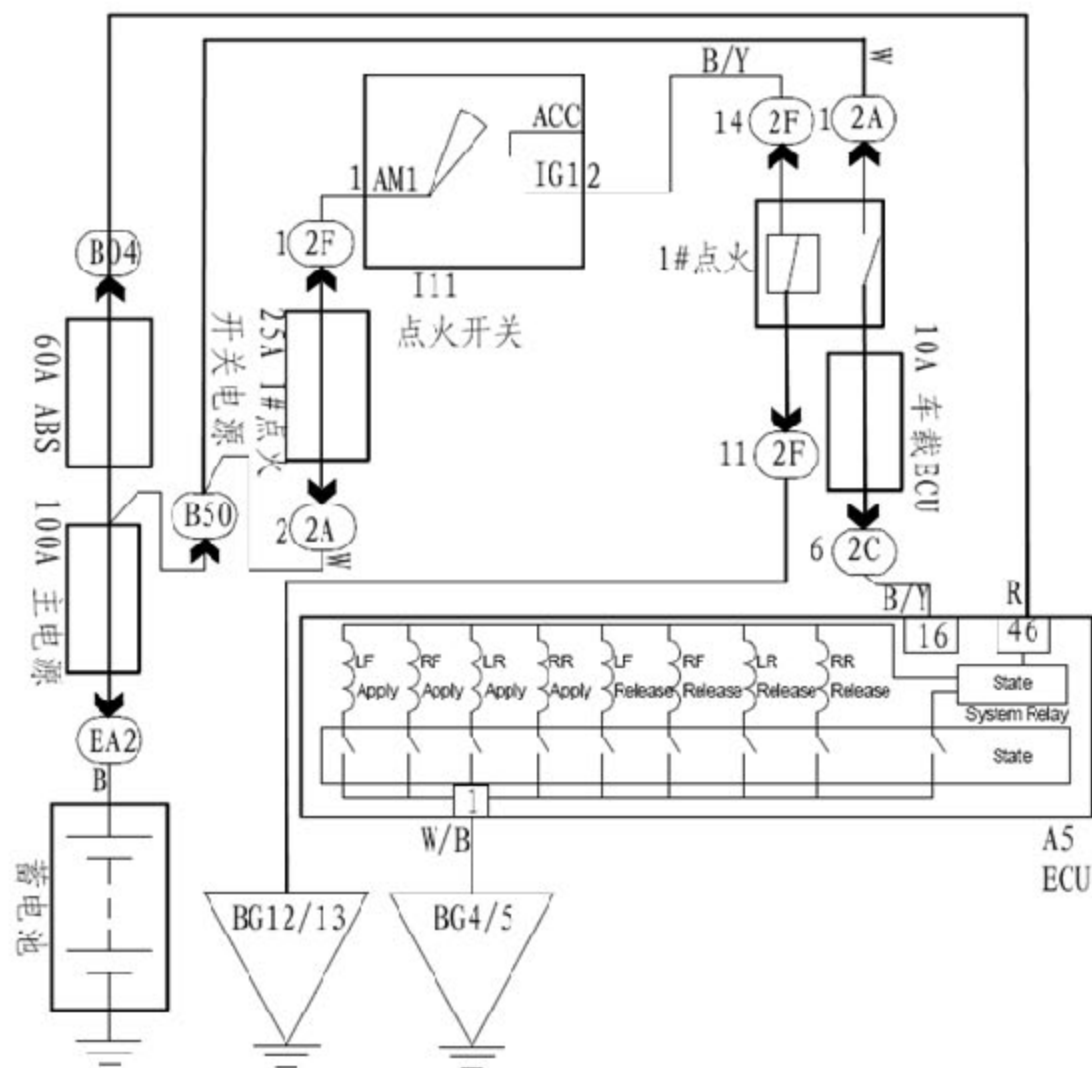 B/Y
W
14 2F
1 2A
ACC
1 AM1
IG1 2
1 2F
B04
I11
点火开关
1#点火
60A ABS
25A 1#点火
开关电源
10A 车载ECU
100A 主电源
B50
2 2A
W
11 2F
6 2C
B/Y
R
16
46
LF
Apply
RF
Apply
LR
Apply
RR
Apply
LF
Release
RF
Release
LR
Release
RR
Release
State
System Relay
State
EA2
B
1
W/B
A5
ECU
蓄电池
BG12/13
BG4/5